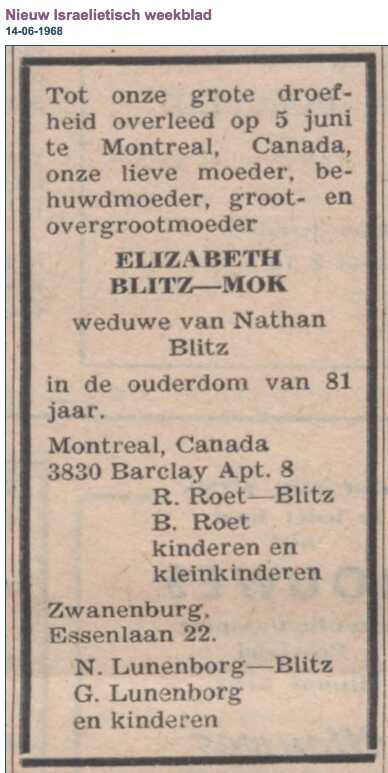 Nieuw Israelietisch weekblad
14-06-1968
Tot onze grote droef-
heid overleed op 5 juni
te Montreal, Canada,
onze lieve moeder, be-
huwdmoeder, groot- en
overgrootmoeder
ELIZABETH
BLITZ—MOK
weduwe van Nathan
Blitz
in de ouderdom van 81
jaar.
Montreal, Canada
3830 Barclay Apt. 8
R. Roet—Blitz
B. Roet
kinderen en
kleinkinderen
Zwanenburg,
Essenlaan 22.
N. Lunenborg—Blitz
G. Lunenborg
en kinderen